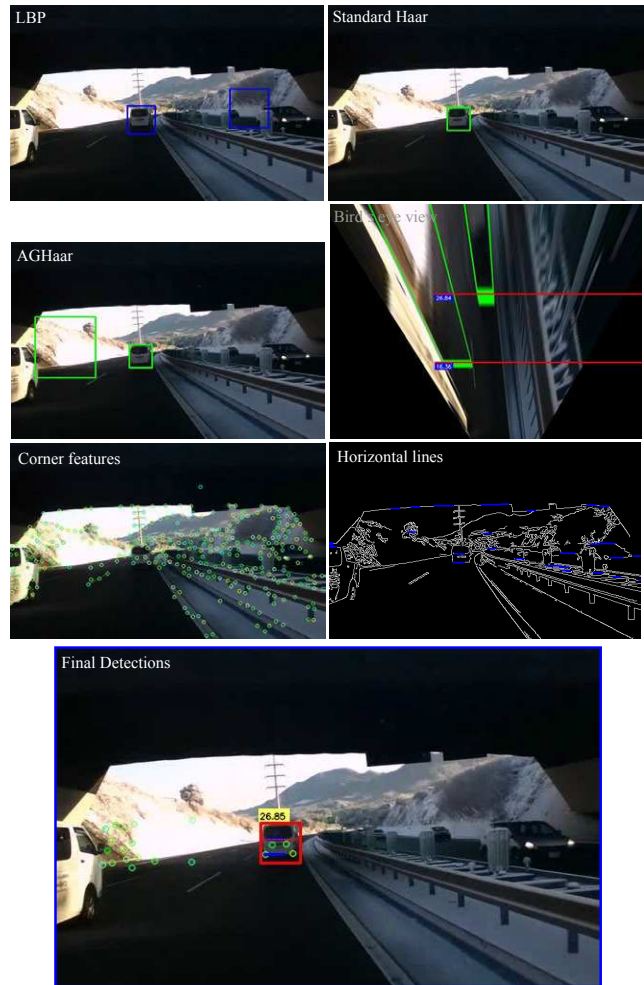 LBP
Standard Haar
Bird's eye view
AGHaar
26.84
16.36
Corner features
Horizontal lines
Final Detections
26.85